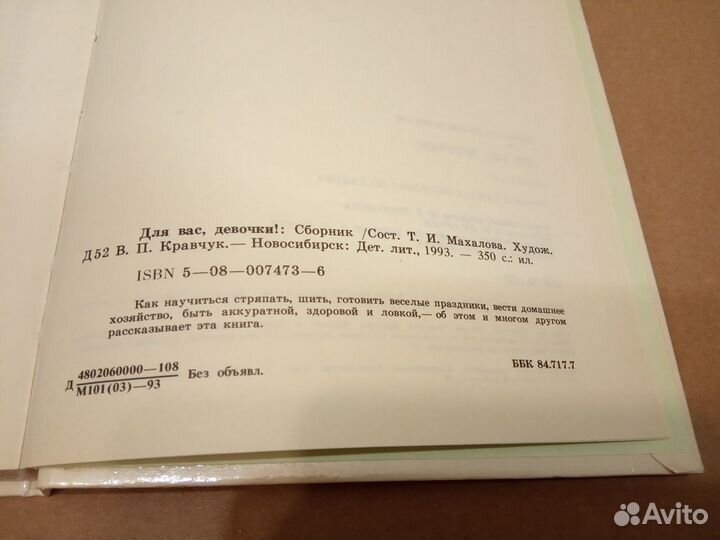 Для вас, девочки!: Сборник /Сост. Т. И. Махалова. Худож.
Д52 В. П. Кравчук.— Новосибирск: Дет. лит., 1993. — 350 с.: ил.
ISBN 5—08—007473—6
Как научиться стряпать, шить, готовить веселые праздники, вести домашнее
хозяйство, быть аккуратной, здоровой и ловкой,— об этом и многом другом
рассказывает эта книга.
Д 4802060000—108
М101(03)—93
Без объявл.
ББК 84.717.7
Avito